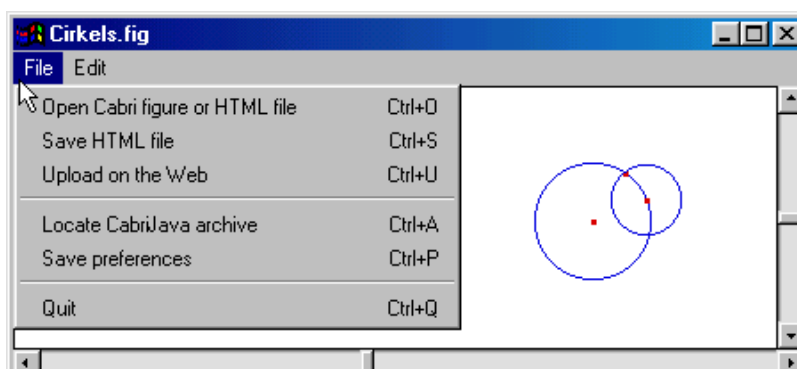 Cirkels.fig
File Edit
Open Cabri figure or HTML file Ctrl+O
Save HTML file Ctrl+S
Upload on the Web Ctrl+U
Locate CabriJava archive Ctrl+A
Save preferences Ctrl+P
Quit Ctrl+Q